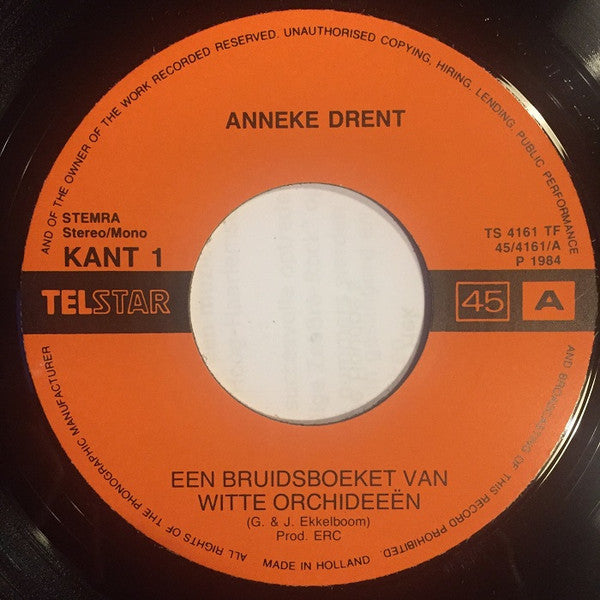 ALL RIGHTS OF THE PHONOGRAPHIC MANUFACTURER AND OF THE OWNER OF THE WORK RECORDED RESERVED. UNAUTHORISED COPYING, HIRING, LENDING, PUBLIC PERFORMANCE AND BROADCASTING OF THIS RECORD PROHIBITED.
ANNEKE DRENT
STEMRA
Stereo/Mono
KANT 1
TS 4161 TF
45/4161/A
P 1984
TELSTAR
45 A
EEN BRUIDSBOEKET VAN
WITTE ORCHIDEEËN
(G. & J. Ekkelboom)
Prod. ERC
MADE IN HOLLAND